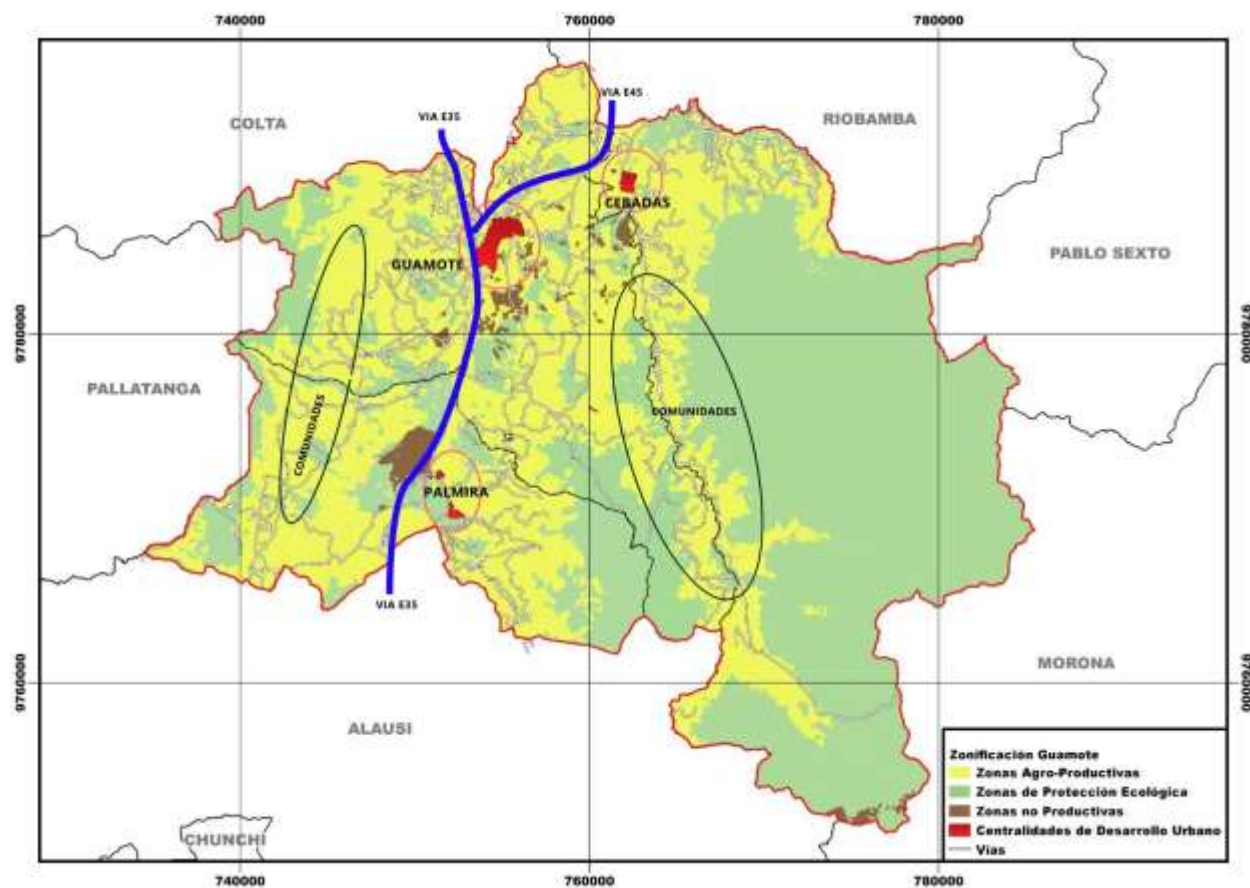 740000
760000
780000
VIA E45
VIA E35
COLTA
RIOBAMBA
CEBADAS
PABLO SEXTO
GUAMOTE
9780000
9780000
PALLATANGA
COMUNIDADES
COMUNIDADES
PALMIRA
VIA E35
MORONA
9760000
9760000
ALAUSI
Zonificación Guamote
Zonas Agro-Productivas
Zonas de Protección Ecológica
Zonas no Productivas
Centralidades de Desarrollo Urbano
Vías
CHUNCHI
740000
760000
780000